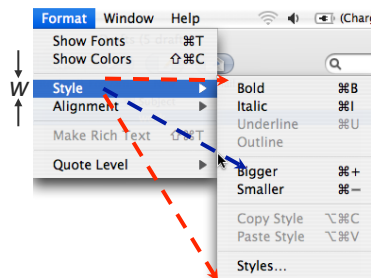 Format Window Help (Char
Show Fonts ⌘T
Show Colors ⇧⌘C
W
Style
Alignment
Make Rich Text ⇧⌘T
Quote Level
Bold ⌘B
Italic ⌘I
Underline ⌘U
Outline
Bigger ⌘+
Smaller ⌘−
Copy Style ⌥⌘C
Paste Style ⌥⌘V
Styles...